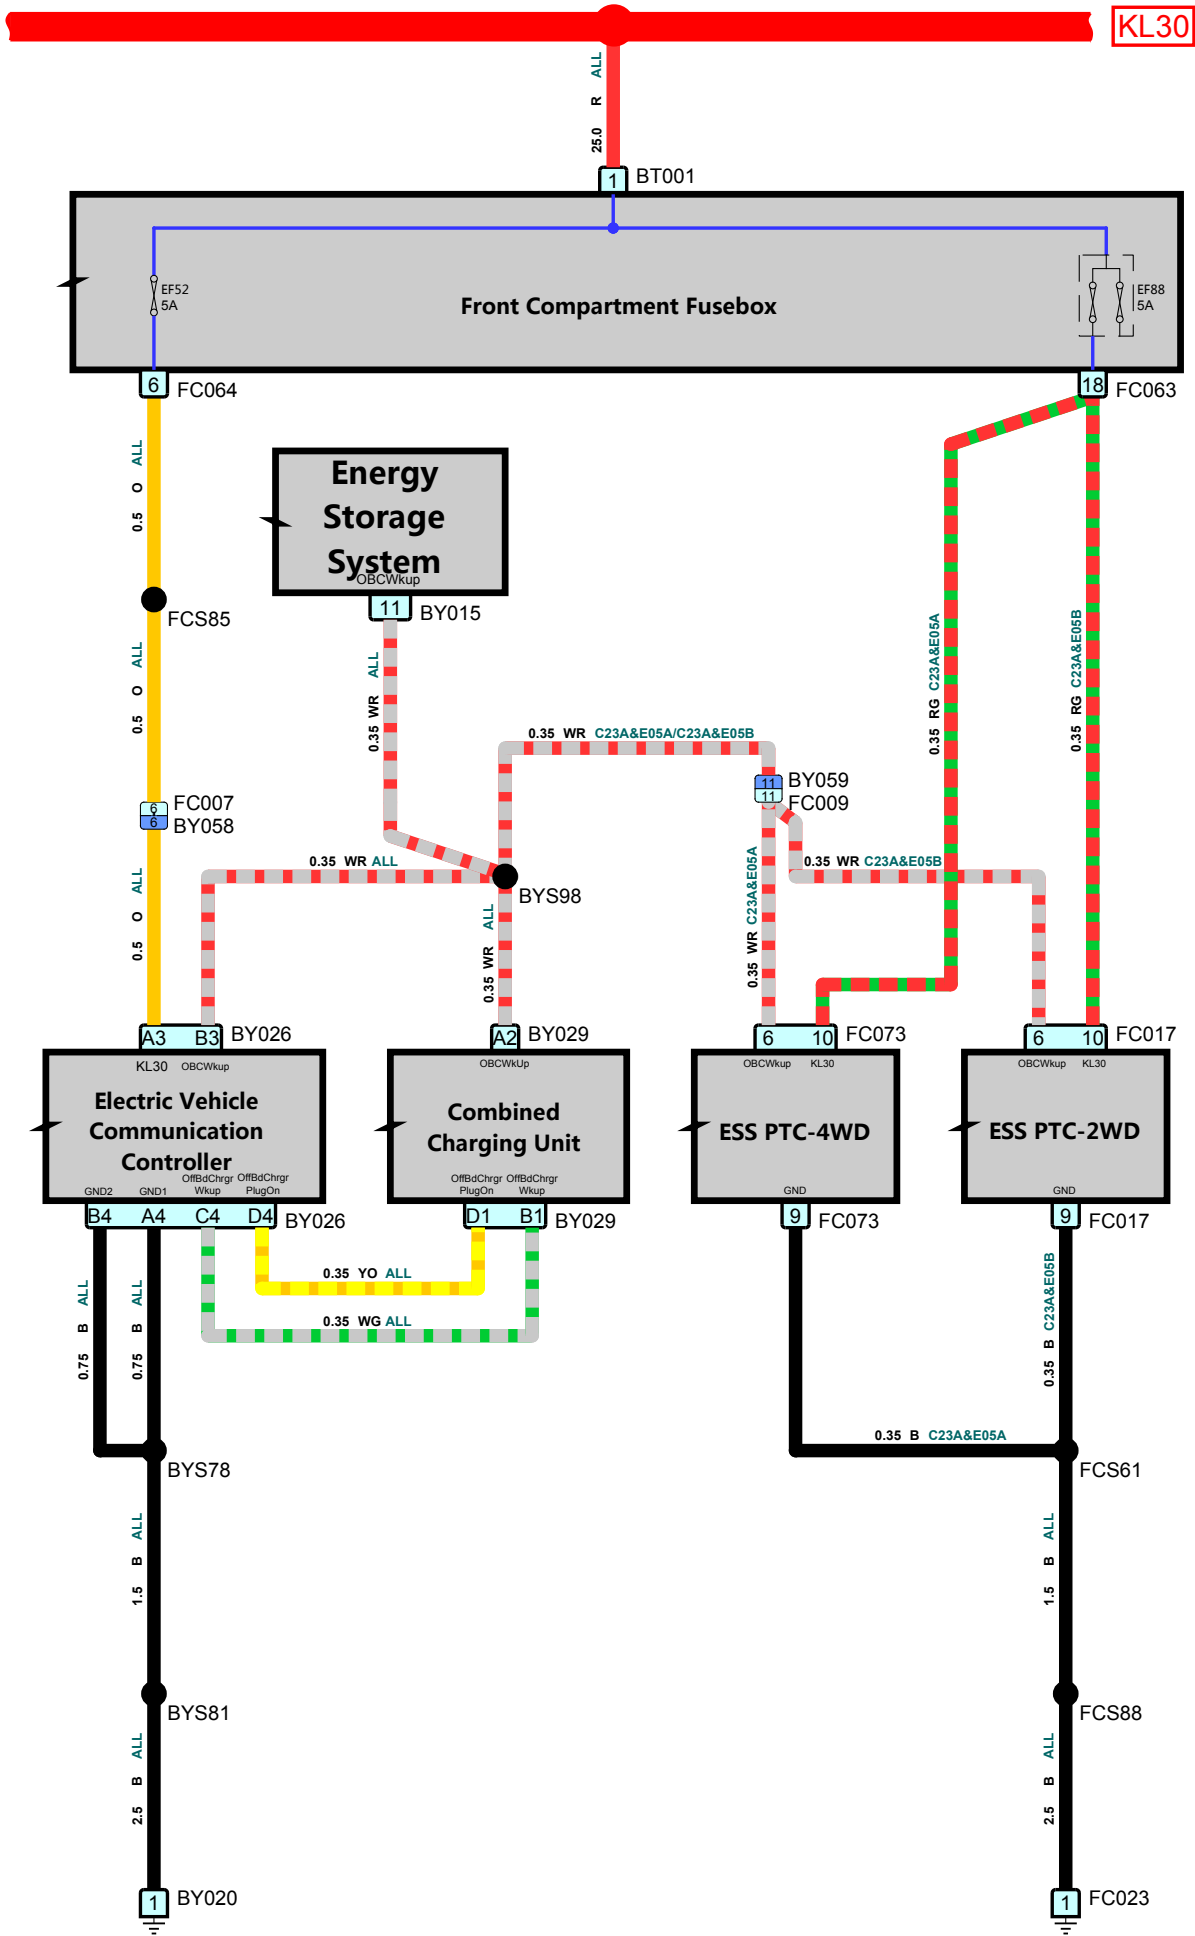 KL30
25.0 R ALL
1 BT001
EF52
5A
Front Compartment Fusebox
EF88
5A
6 FC064
18 FC063
0.5 O ALL
Energy
Storage
System
OBCWkup
11 BY015
FCS85
0.5 O ALL
0.35 WR ALL
0.35 RG C23A&E05A
0.35 RG C23A&E05B
0.35 WR C23A&E05A/C23A&E05B
11 BY059
11 FC009
6 FC007
6 BY058
0.35 WR ALL
0.35 WR C23A&E05B
BYS98
0.5 O ALL
0.35 WR ALL
0.35 WR C23A&E05A
A3 B3 BY026
A2 BY029
6 10 FC073
6 10 FC017
KL30 OBCWkup
Electric Vehicle
Communication
Controller
GND2 GND1 OffBdChrgr
Wkup
OffBdChrgr
PlugOn
OBCWkUp
Combined
Charging Unit
OffBdChrgr
PlugOn
OffBdChrgr
Wkup
OBCWkup KL30
ESS PTC-4WD
GND
OBCWkup KL30
ESS PTC-2WD
GND
B4 A4 C4 D4 BY026
D1 B1 BY029
9 FC073
9 FC017
0.75 B ALL
0.75 B ALL
0.35 YO ALL
0.35 WG ALL
0.35 B C23A&E05B
0.35 B C23A&E05A
BYS78
FCS61
1.5 B ALL
1.5 B ALL
BYS81
FCS88
2.5 B ALL
2.5 B ALL
1 BY020
1 FC023